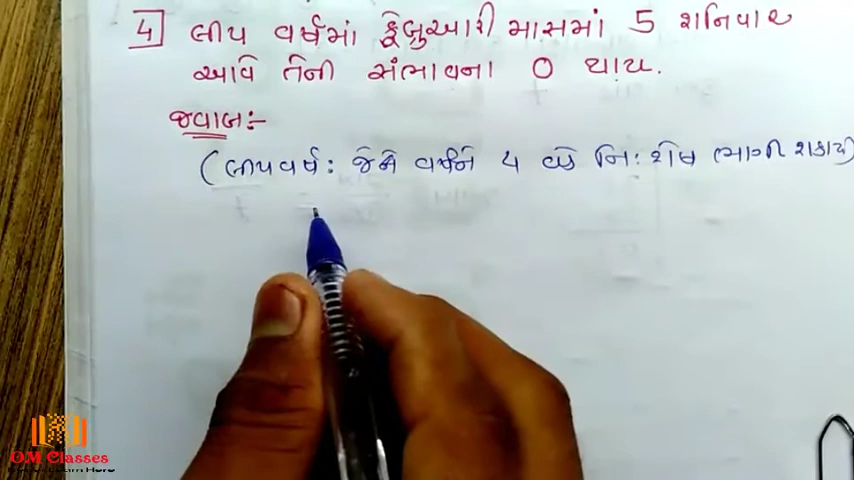 4] લીપ વર્ષમાં ફેબ્રુઆરી માસમાં 5 શનિવાર
આવે તેની સંભાવના 0 થાય.
જવાબ:-
(લીપવર્ષ: જેને વર્ષને 4 વડે નિ:શેષ ભાગી શકાય)
OM Classes